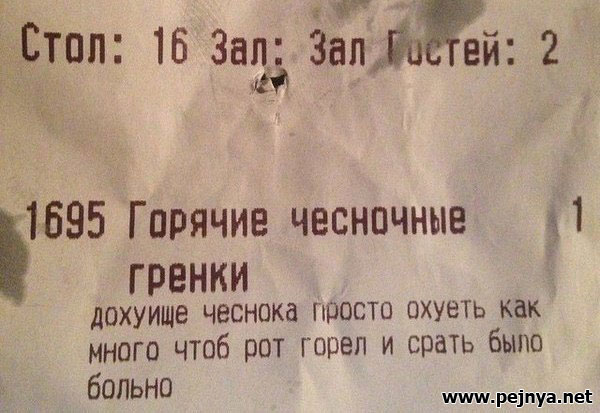 Стол: 16 Зал: Зал Гостей: 2
1695 Горячие чесночные 1
гренки
дохуище чеснока просто охуеть как
много чтоб рот горел и срать было
больно
www.pejnya.net